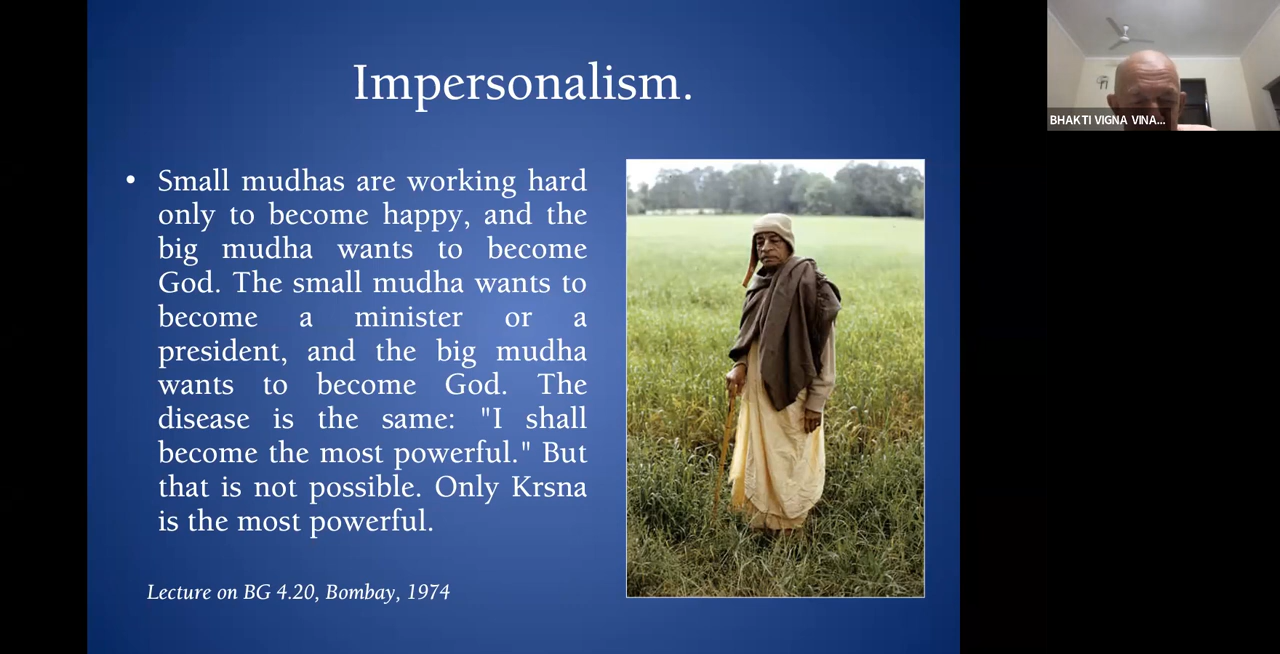 Impersonalism.
• Small mudhas are working hard
only to become happy, and the
big mudha wants to become
God. The small mudha wants to
become a minister or a
president, and the big mudha
wants to become God. The
disease is the same: "I shall
become the most powerful." But
that is not possible. Only Krsna
is the most powerful.
Lecture on BG 4.20, Bombay, 1974
BHAKTI VIGNA VINA...